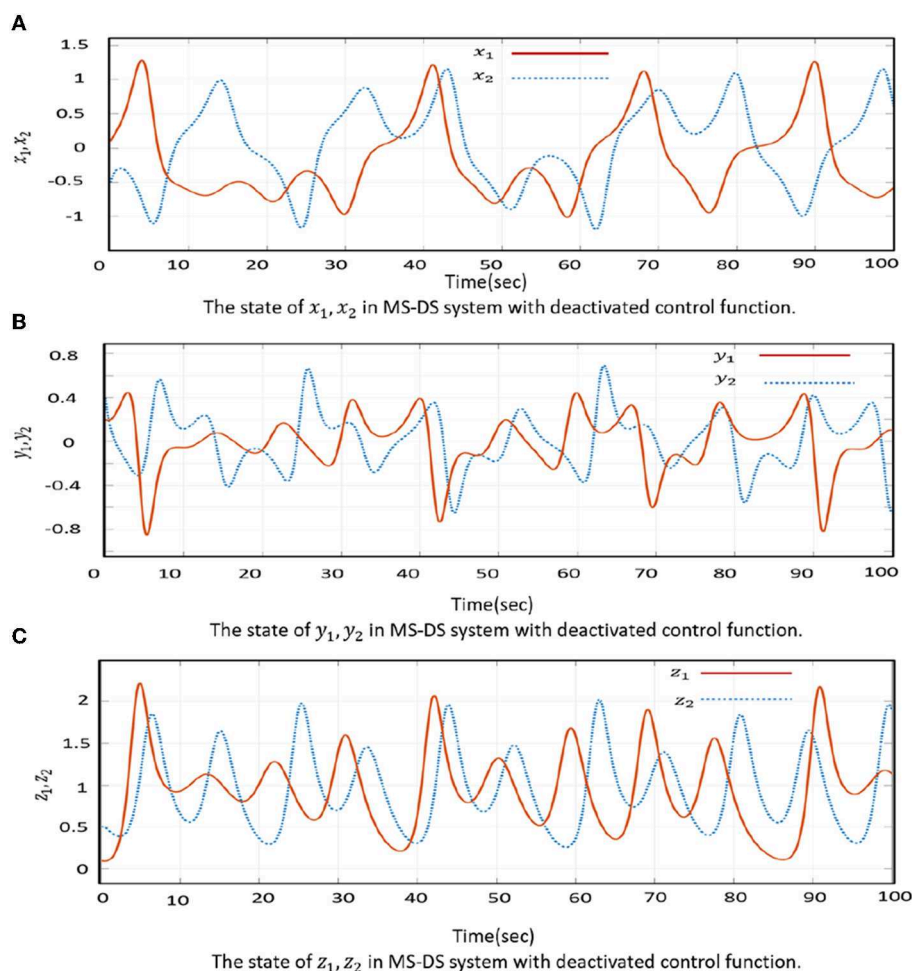 A
1.5
1
0.5
0
-0.5
-1
z₁,x₂
x₁
x₂
0 10 20 30 40 50 60 70 80 90 100
Time(sec)
The state of x₁, x₂ in MS-DS system with deactivated control function.
B
0.8
0.4
0
-0.4
-0.8
y₁,y₂
y₁
y₂
0 10 20 30 40 50 60 70 80 90 100
Time(sec)
The state of y₁, y₂ in MS-DS system with deactivated control function.
C
2
1.5
1
0.5
0
z₁,z₂
z₁
z₂
0 10 20 30 40 50 60 70 80 90 100
Time(sec)
The state of z₁, z₂ in MS-DS system with deactivated control function.